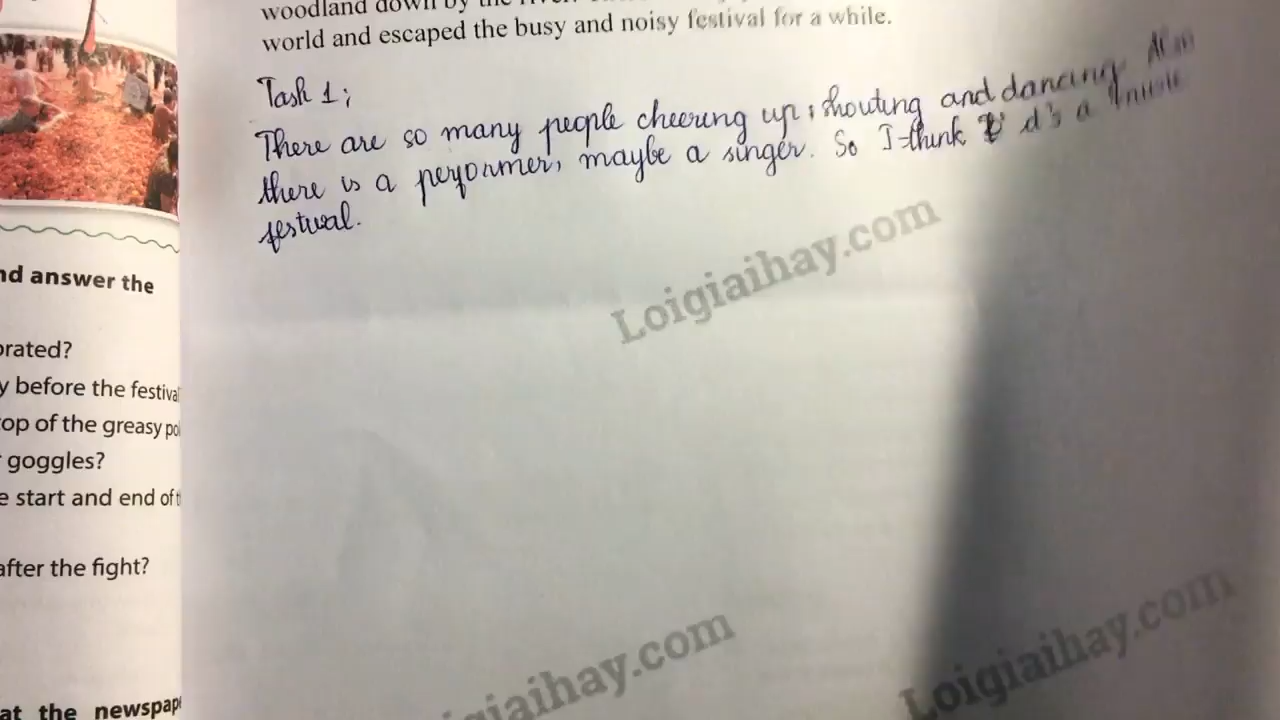 woodland down by the
world and escaped the busy and noisy festival for a while.
Task 1;
There are so many people cheering up, shouting and dancing.
there is a performer, maybe a singer. So I think it's a
festival.
Loigiaihay.com
nd answer the
orated?
y before the festival
op of the greasy
goggles?
e start and end of
after the fight?
giaihay.com
Loigiaihay.com
at the newspap